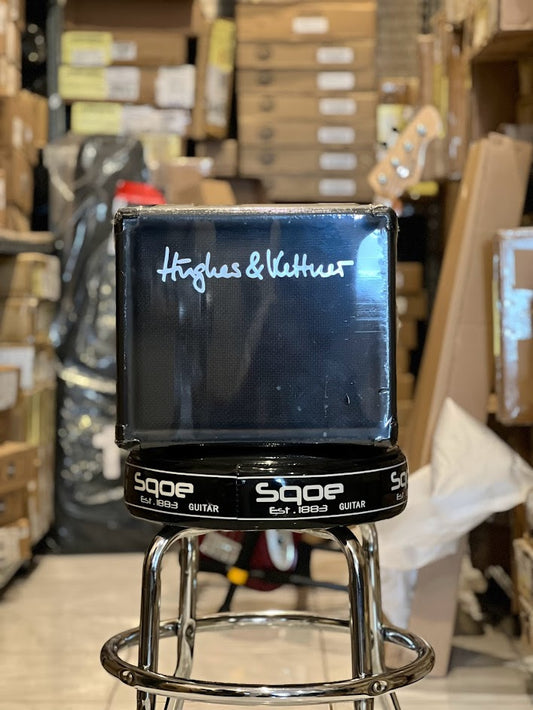 Hughes & Kettner
Sqoe Sqoe
Est. 1883 GUITAR Est. 1883 GUITAR